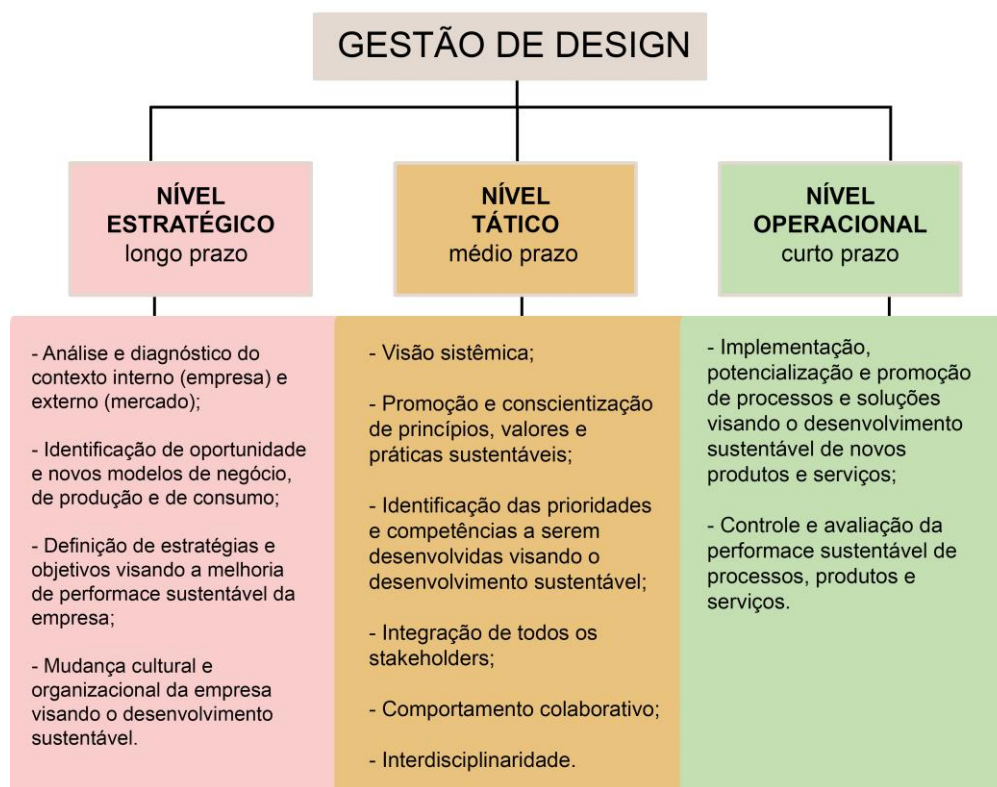 GESTÃO DE DESIGN
NÍVEL
ESTRATÉGICO
longo prazo
NÍVEL
TÁTICO
médio prazo
NÍVEL
OPERACIONAL
curto prazo
- Análise e diagnóstico do
contexto interno (empresa) e
externo (mercado);
- Identificação de oportunidade
e novos modelos de negócio,
de produção e de consumo;
- Definição de estratégias e
objetivos visando a melhoria
de performace sustentável da
empresa;
- Mudança cultural e
organizacional da empresa
visando o desenvolvimento
sustentável.
- Visão sistêmica;
- Promoção e conscientização
de princípios, valores e
práticas sustentáveis;
- Identificação das prioridades
e competências a serem
desenvolvidas visando o
desenvolvimento sustentável;
- Integração de todos os
stakeholders;
- Comportamento colaborativo;
- Interdisciplinaridade.
- Implementação,
potencialização e promoção
de processos e soluções
visando o desenvolvimento
sustentável de novos
produtos e serviços;
- Controle e avaliação da
performace sustentável de
processos, produtos e
serviços.